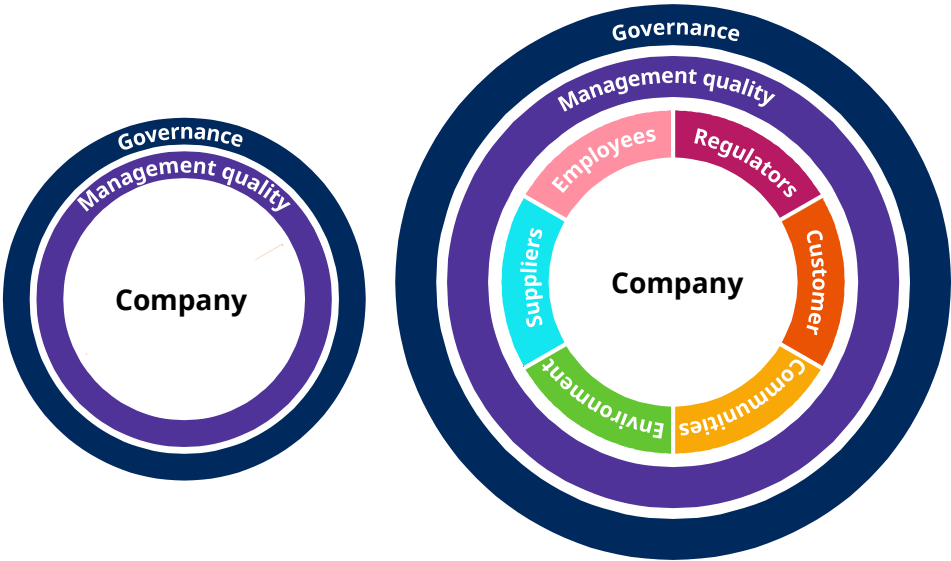 Governance
Management quality
Company
Governance
Management quality
Employees
Regulators
Customer
Communities
Environment
Suppliers
Company